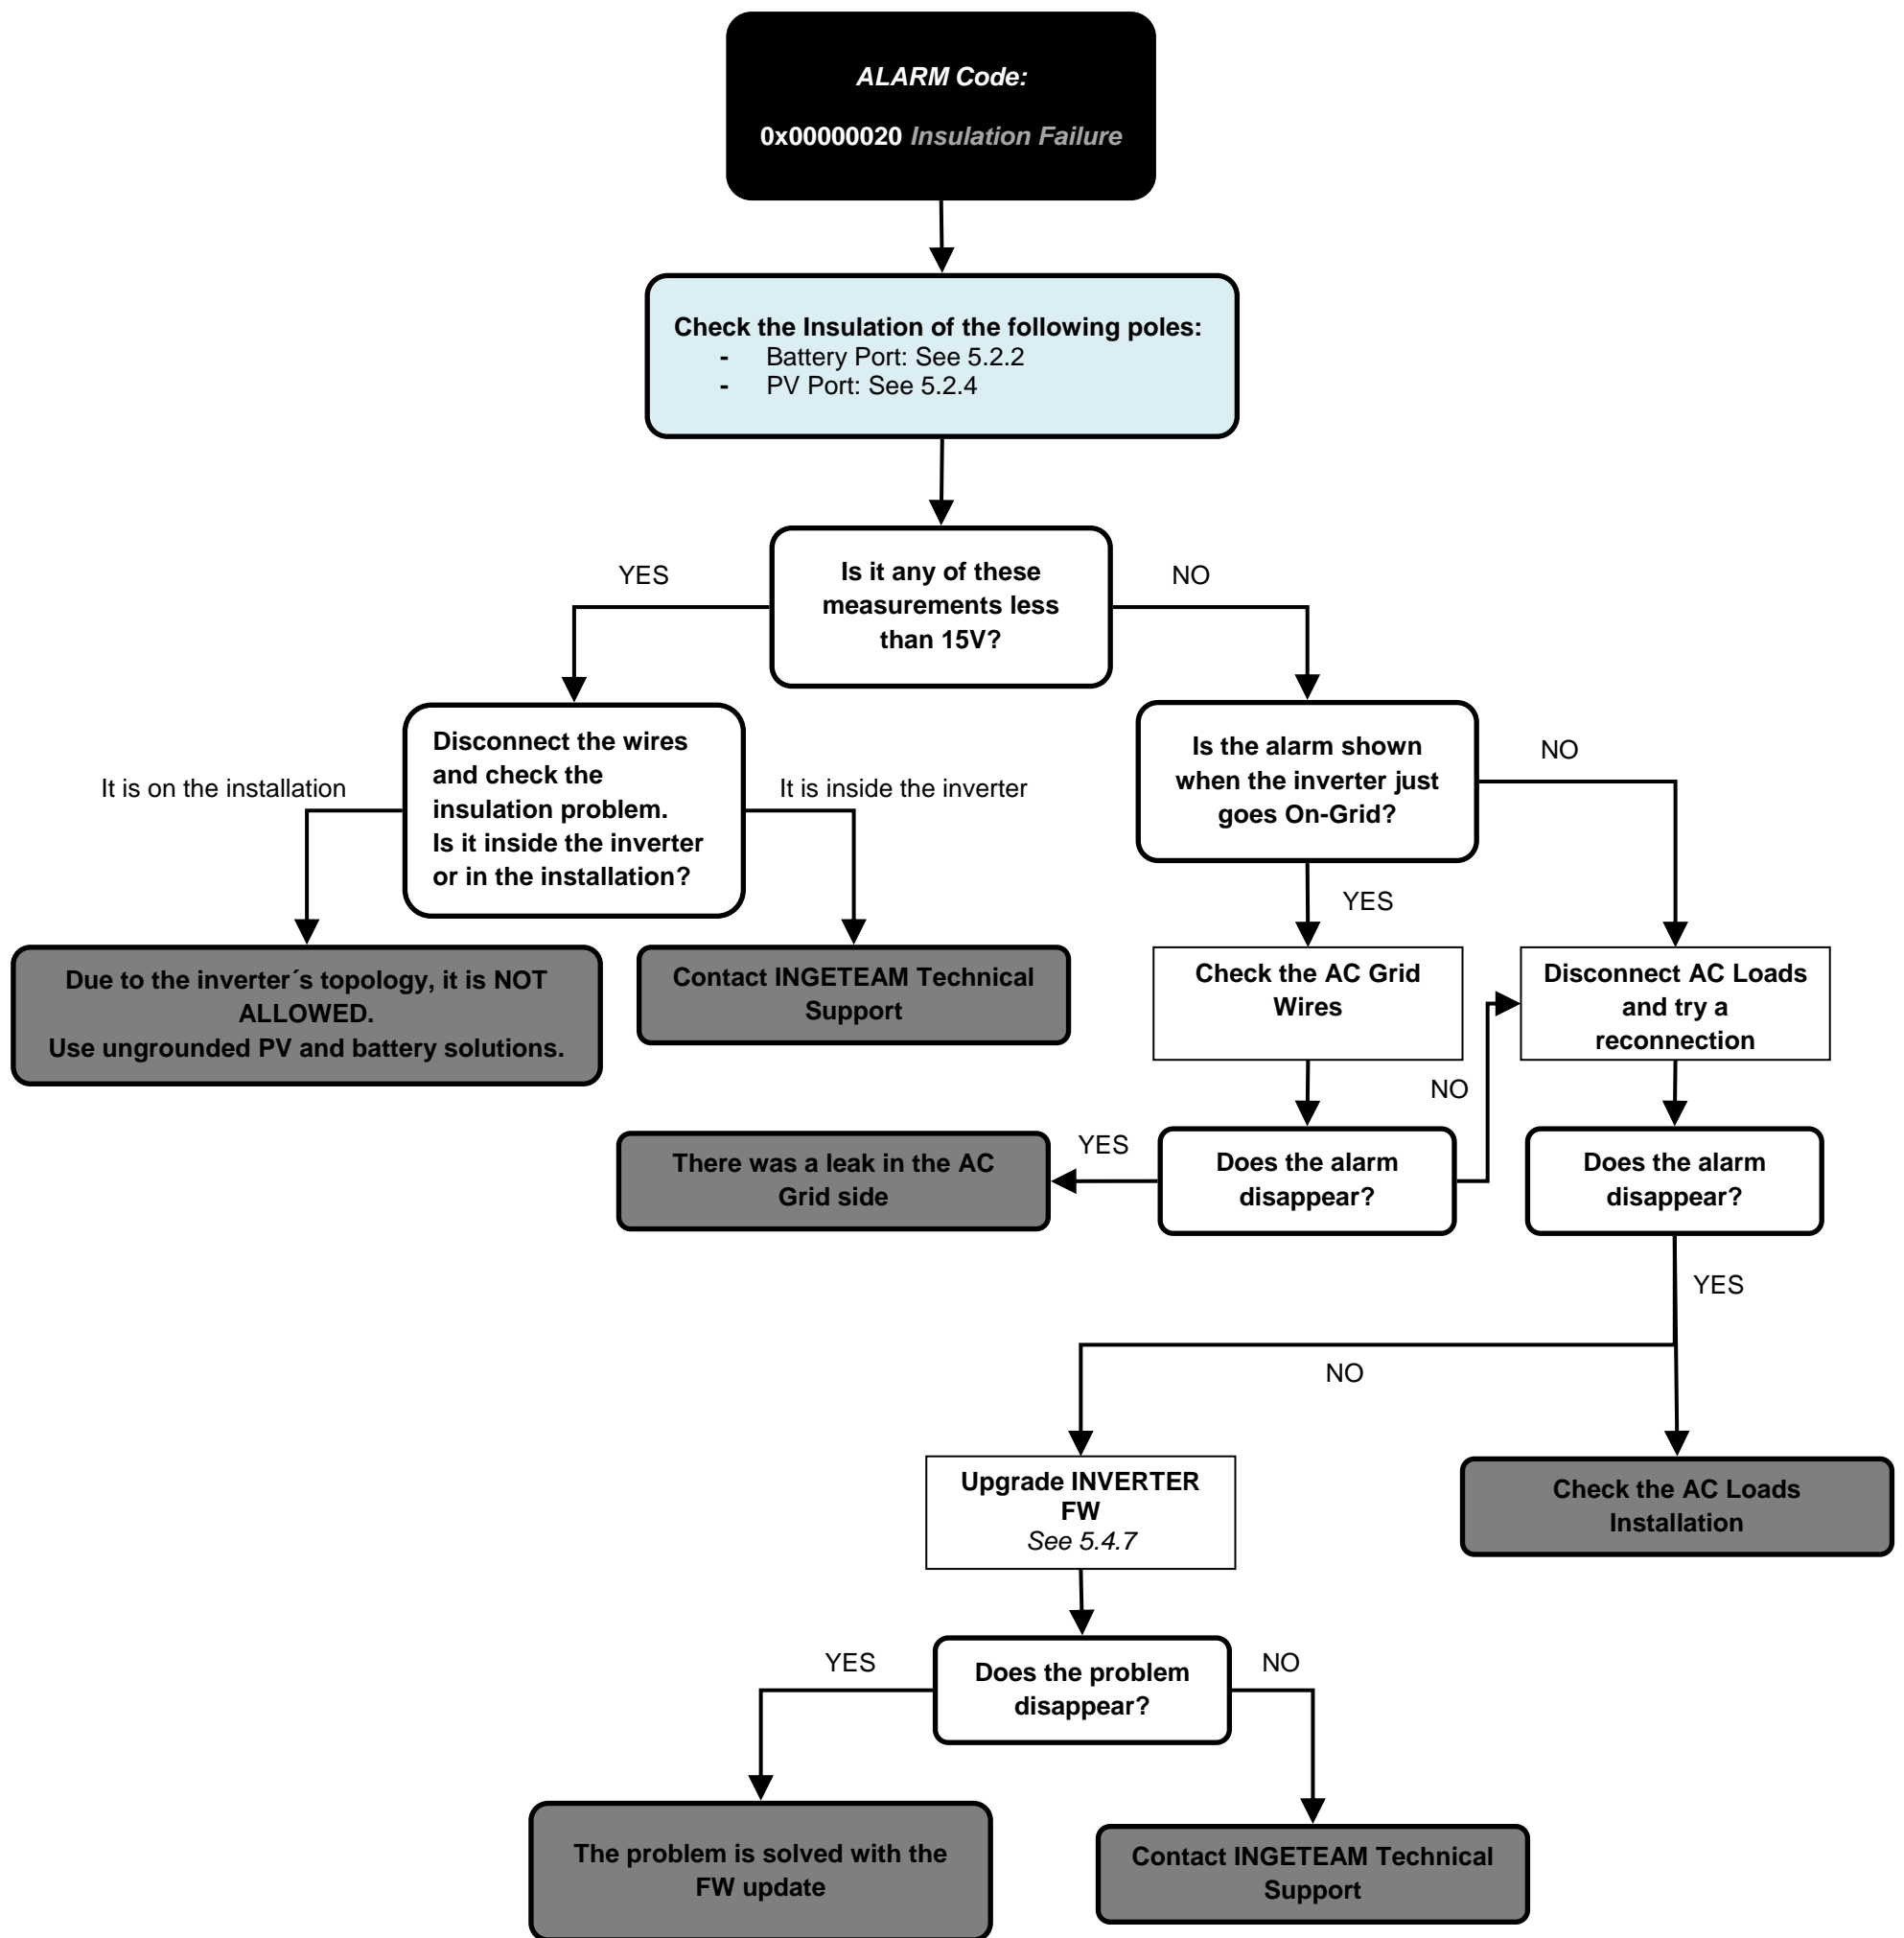 ALARM Code:
0x00000020 Insulation Failure
Check the Insulation of the following poles:
- Battery Port: See 5.2.2
- PV Port: See 5.2.4
Is it any of these
measurements less
than 15V?
YES
NO
Disconnect the wires
and check the
insulation problem.
Is it inside the inverter
or in the installation?
It is on the installation
It is inside the inverter
Is the alarm shown
when the inverter just
goes On-Grid?
NO
YES
Due to the inverter´s topology, it is NOT
ALLOWED.
Use ungrounded PV and battery solutions.
Contact INGETEAM Technical
Support
Check the AC Grid
Wires
Disconnect AC Loads
and try a
reconnection
NO
There was a leak in the AC
Grid side
YES
Does the alarm
disappear?
Does the alarm
disappear?
YES
NO
Upgrade INVERTER
FW
See 5.4.7
Check the AC Loads
Installation
YES
Does the problem
disappear?
NO
The problem is solved with the
FW update
Contact INGETEAM Technical
Support